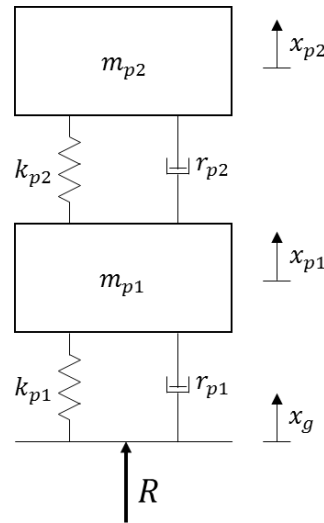 m_{p2}
x_{p2}
k_{p2}
r_{p2}
m_{p1}
x_{p1}
k_{p1}
r_{p1}
x_g
R